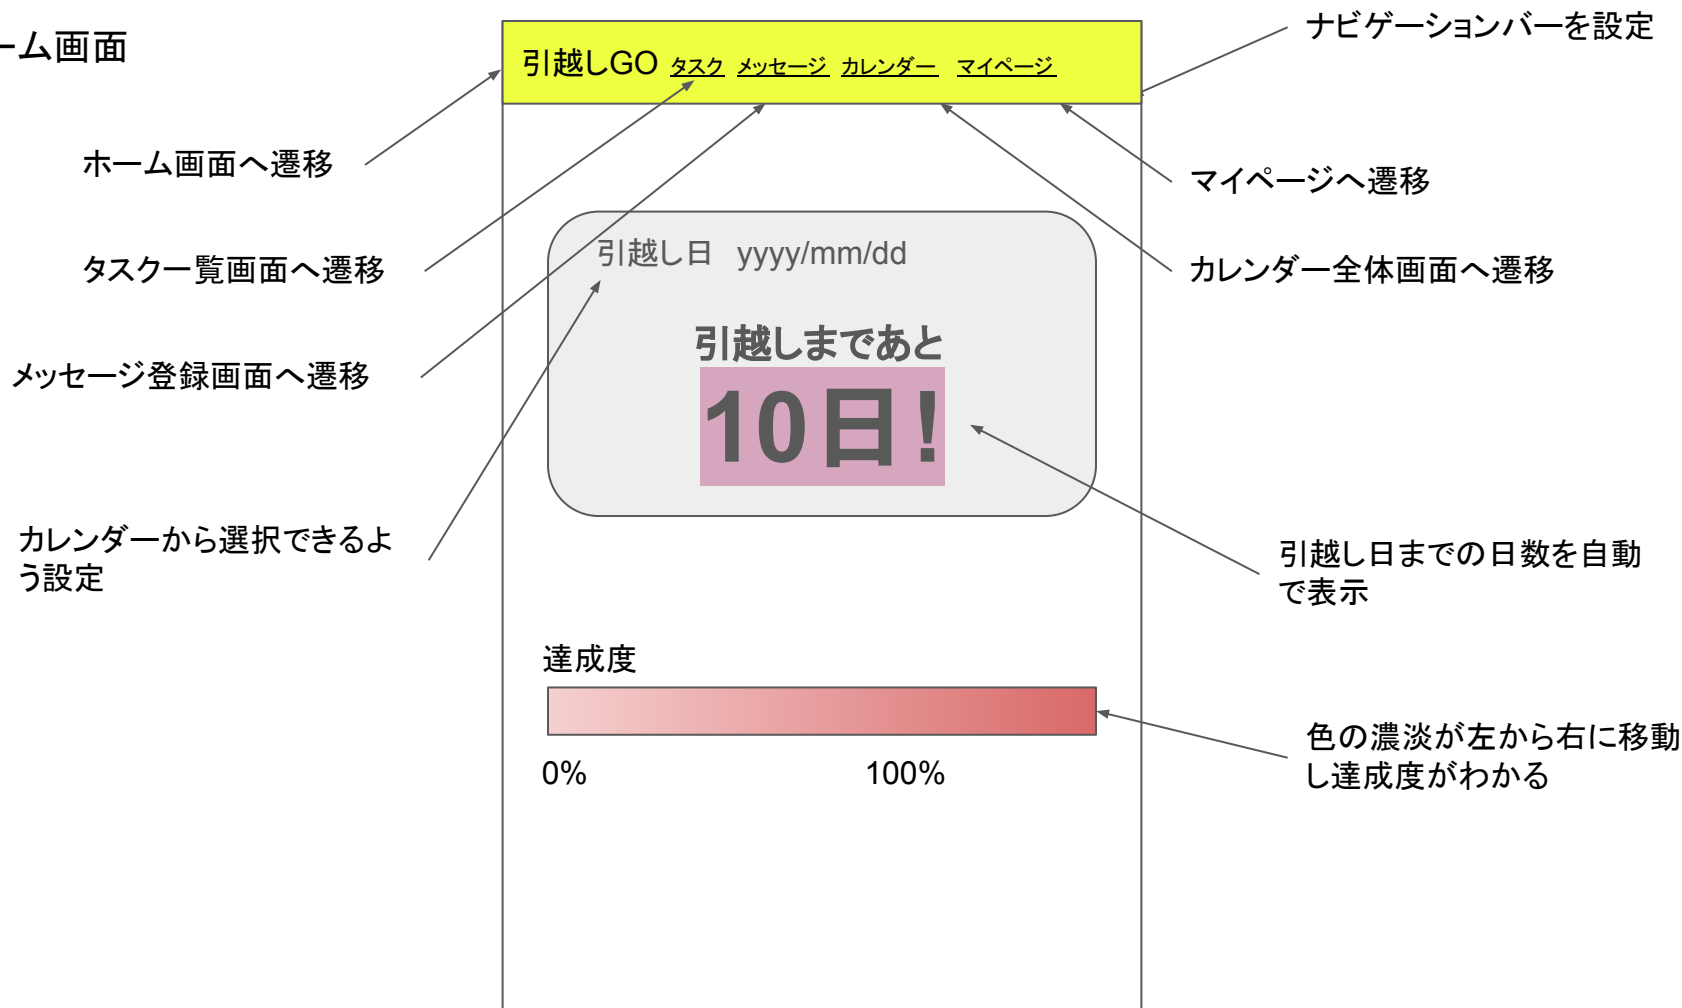 ーム画面
ナビゲーションバーを設定
引越しGO タスク メッセージ カレンダー マイページ
ホーム画面へ遷移
マイページへ遷移
タスク一覧画面へ遷移
引越し日 yyyy/mm/dd
カレンダー全体画面へ遷移
引越しまであと
メッセージ登録画面へ遷移
10日!
カレンダーから選択できるよ
う設定
引越し日までの日数を自動
で表示
達成度
色の濃淡が左から右に移動
し達成度がわかる
0% 100%